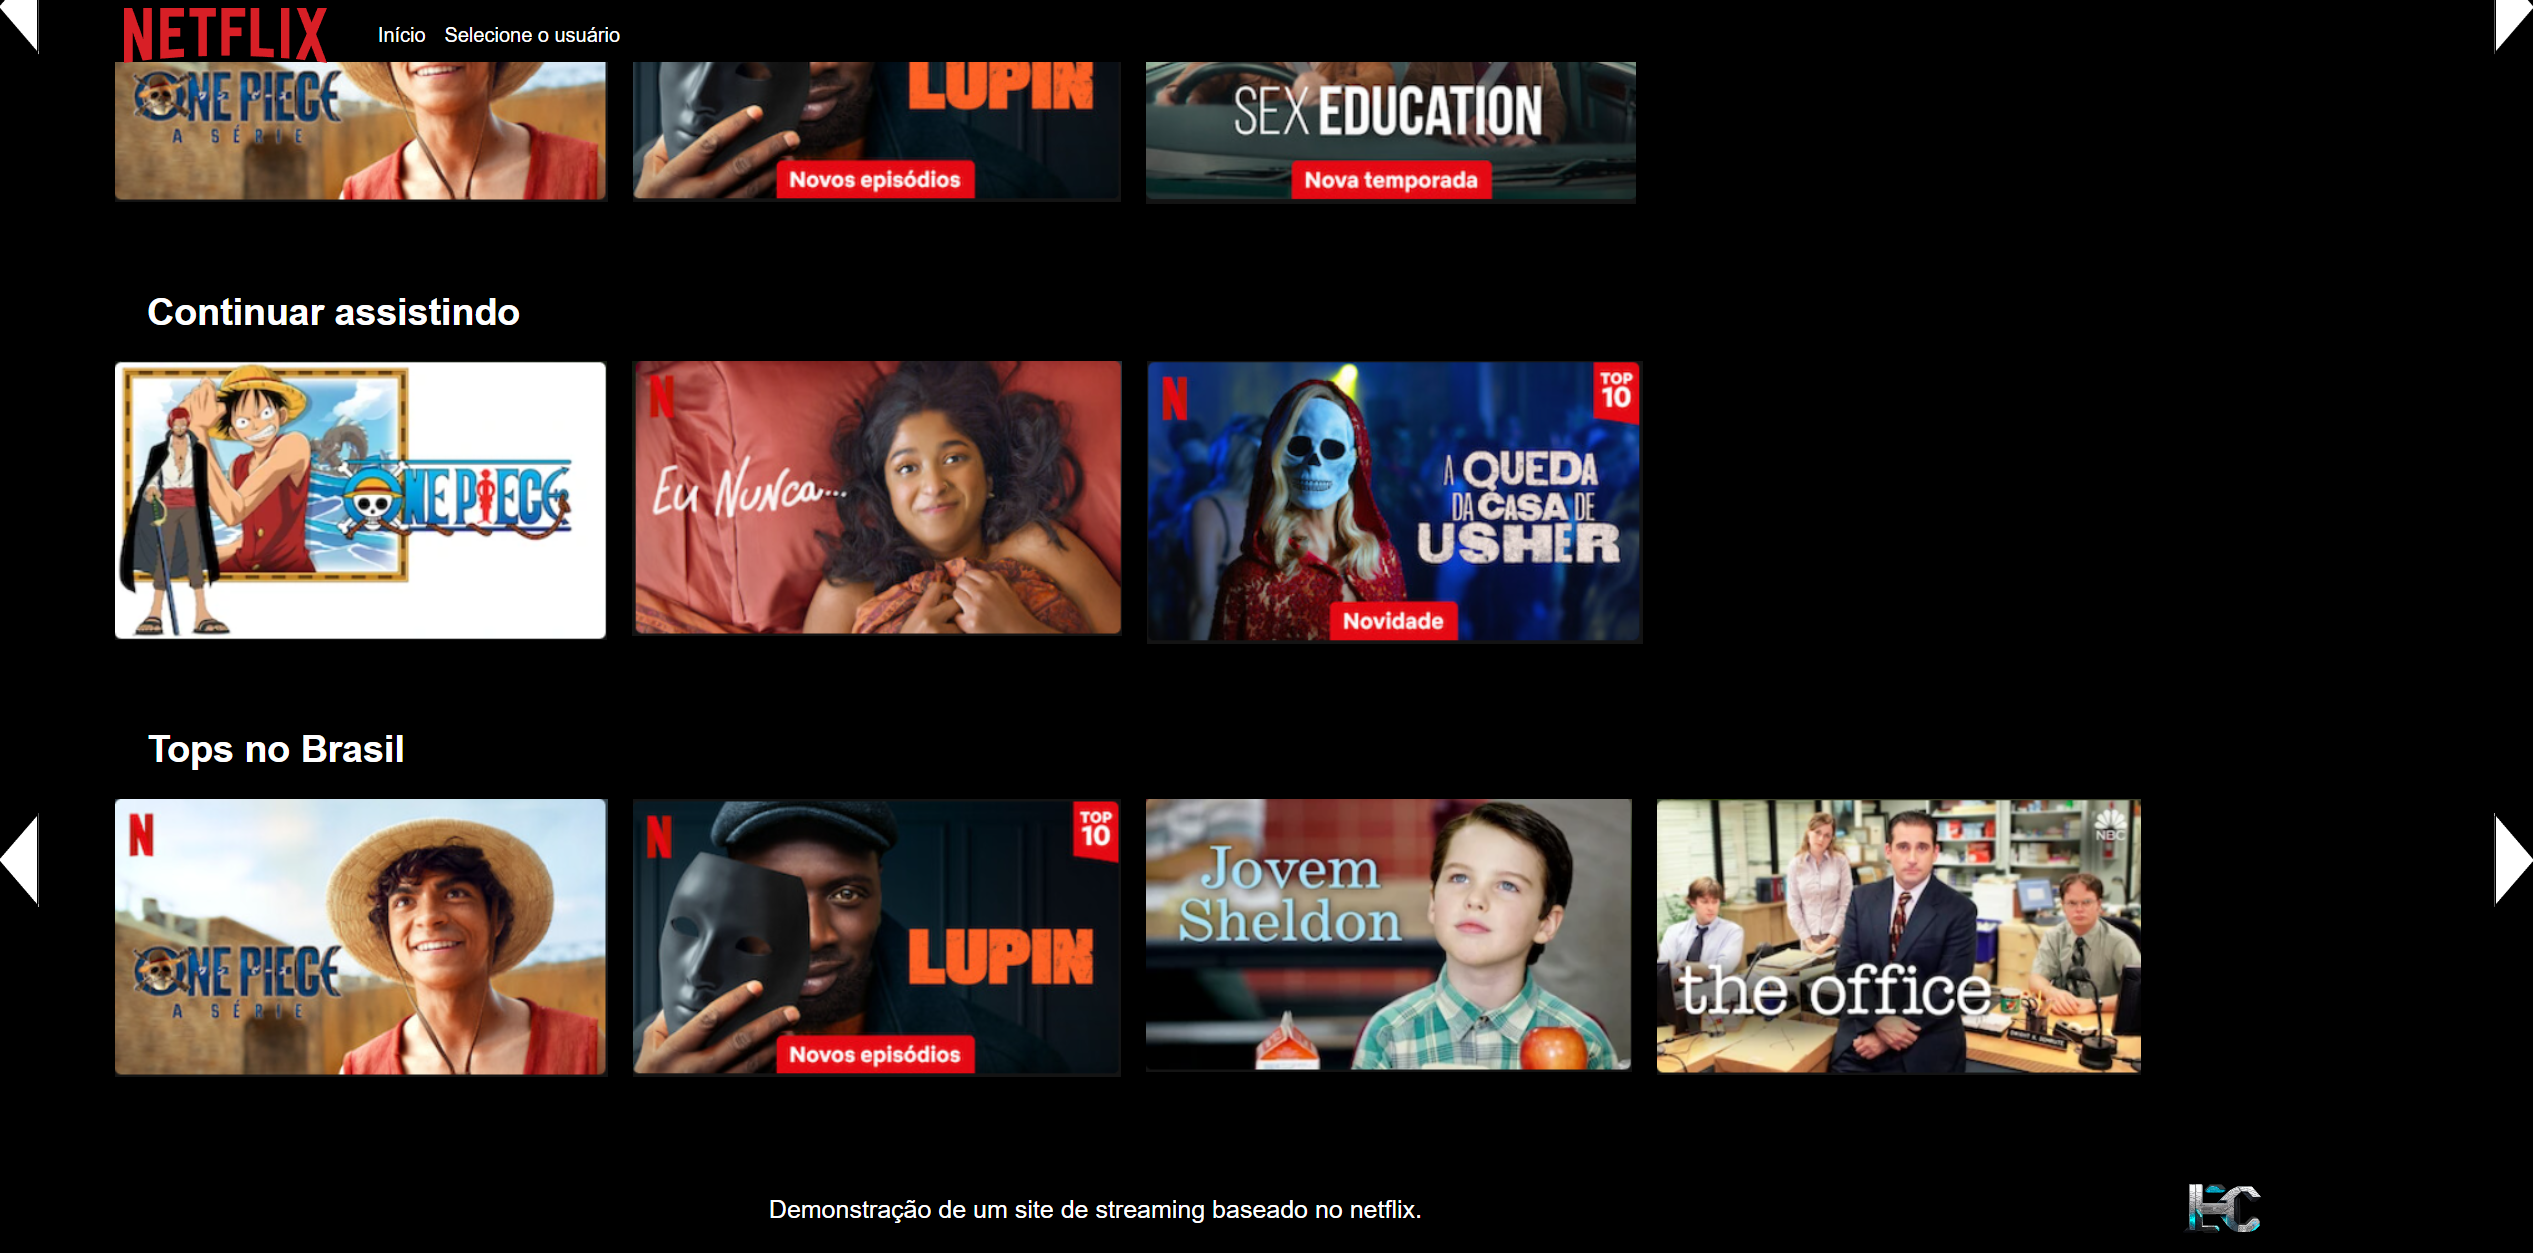 NETFLIX
Início Selecione o usuário
ONE PIECE
A SÉRIE
LUPIN
Novos episódios
SEX EDUCATION
Nova temporada
Continuar assistindo
ONE PIECE
N
EU NUNCA...
N
TOP
10
A QUEDA
DA CASA DE
USHER
Novidade
Tops no Brasil
N
ONE PIECE
A SÉRIE
N
TOP
10
LUPIN
Novos episódios
Jovem
Sheldon
NBC
the office
Demonstração de um site de streaming baseado no netflix.